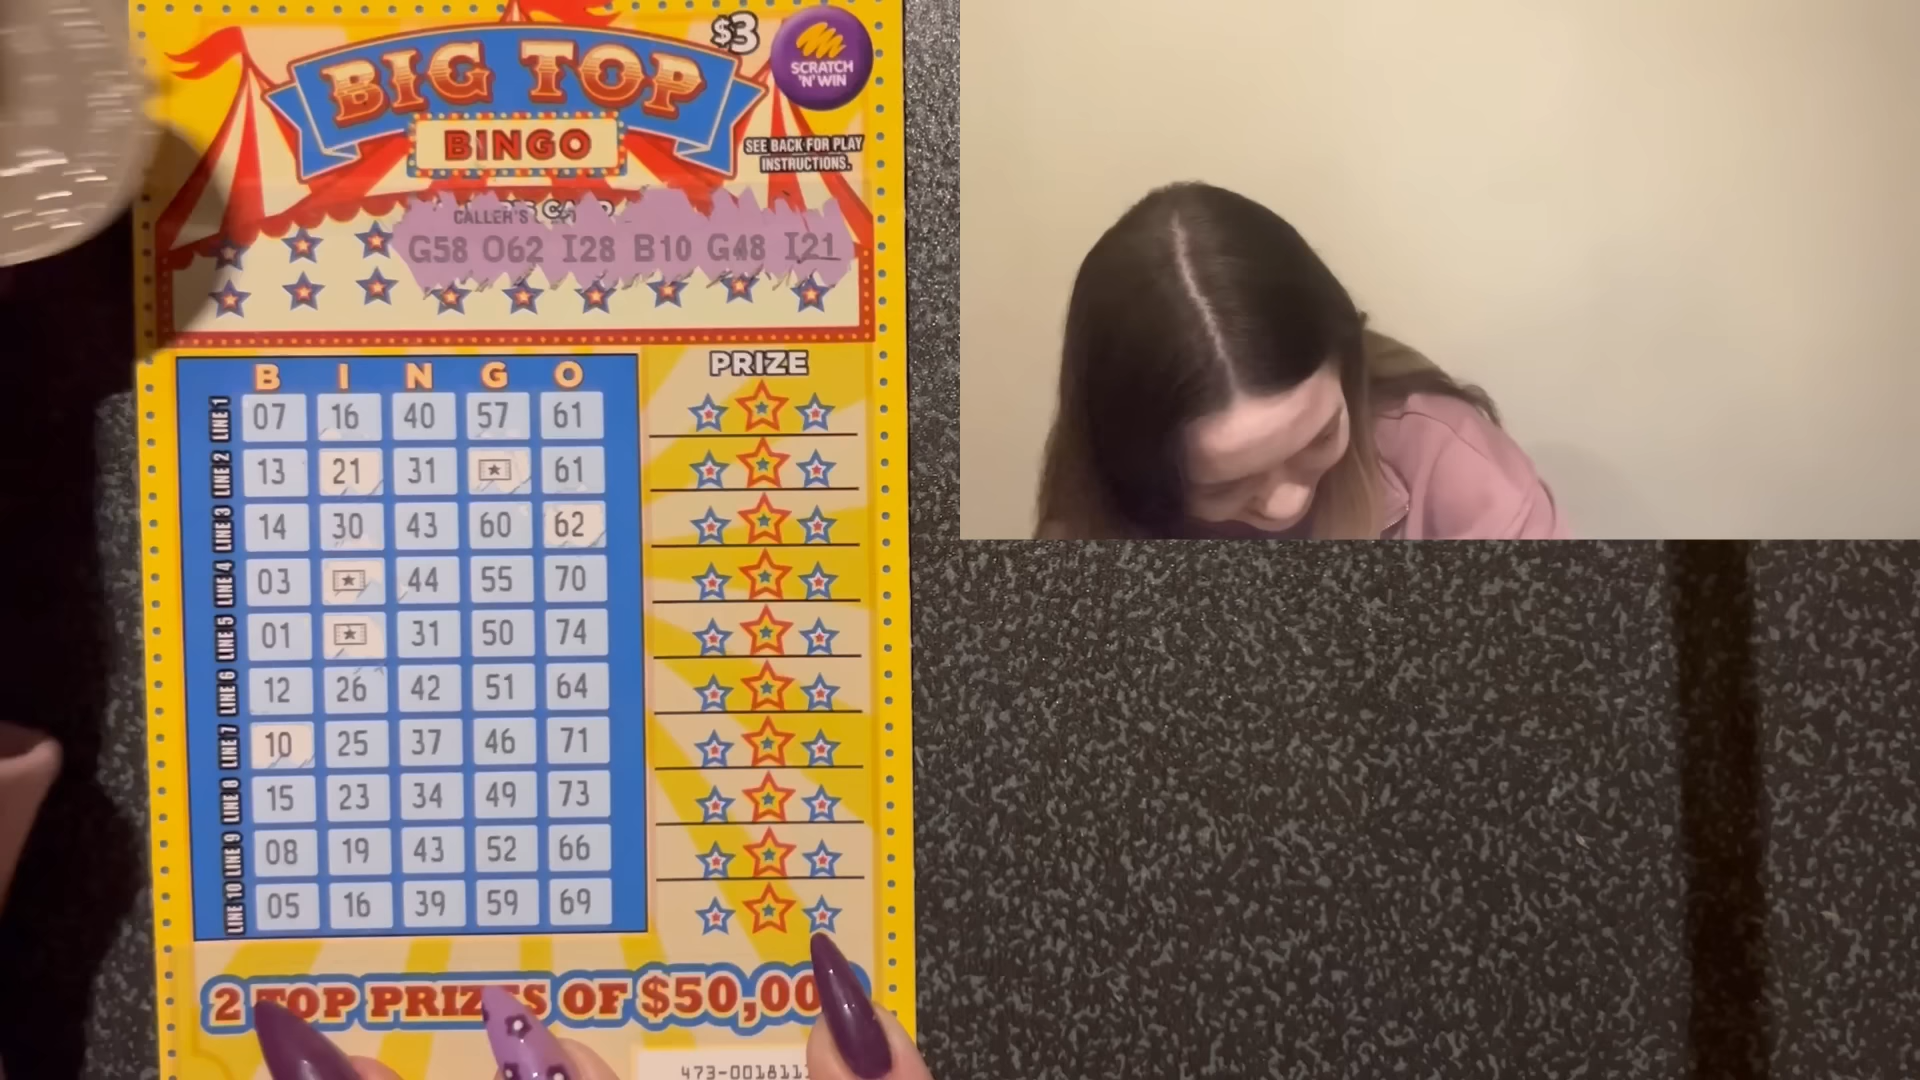 $3
BIG TOP
SCRATCH
'N' WIN
BINGO
SEE BACK FOR PLAY
INSTRUCTIONS.
CALLER'S
G58 O62 I28 B10 G48 I21
B I N G O
PRIZE
LINE 1 07 16 40 57 61
LINE 2 13 21 31 61
LINE 3 14 30 43 60 62
LINE 4 03 44 55 70
LINE 5 01 31 50 74
LINE 6 12 26 42 51 64
LINE 7 10 25 37 46 71
LINE 8 15 23 34 49 73
LINE 9 08 19 43 52 66
LINE 10 05 16 39 59 69
2 TOP PRIZES OF $50,00
473-0018111